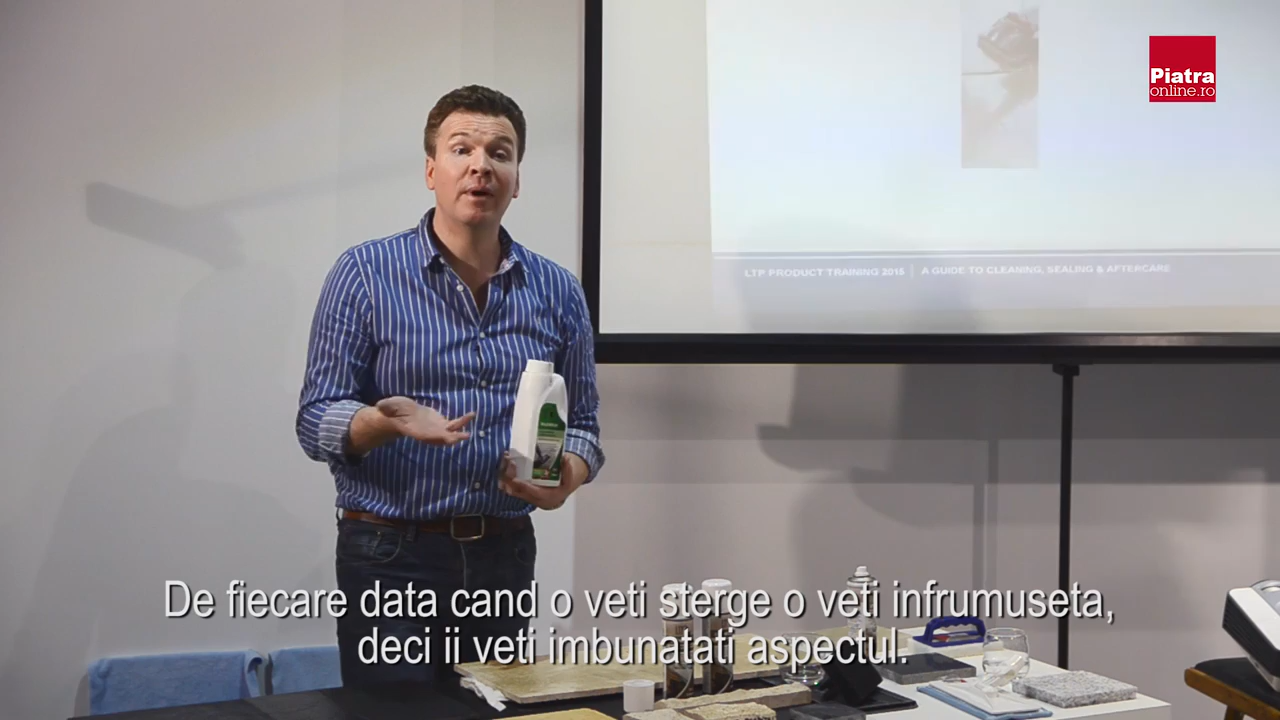 Piatra
online.ro
LTP PRODUCT TRAINING 2015 | A GUIDE TO CLEANING, SEALING & AFTERCARE
De fiecare data cand o veti sterge o veti infrumuseta,
deci ii veti imbunatati aspectul.